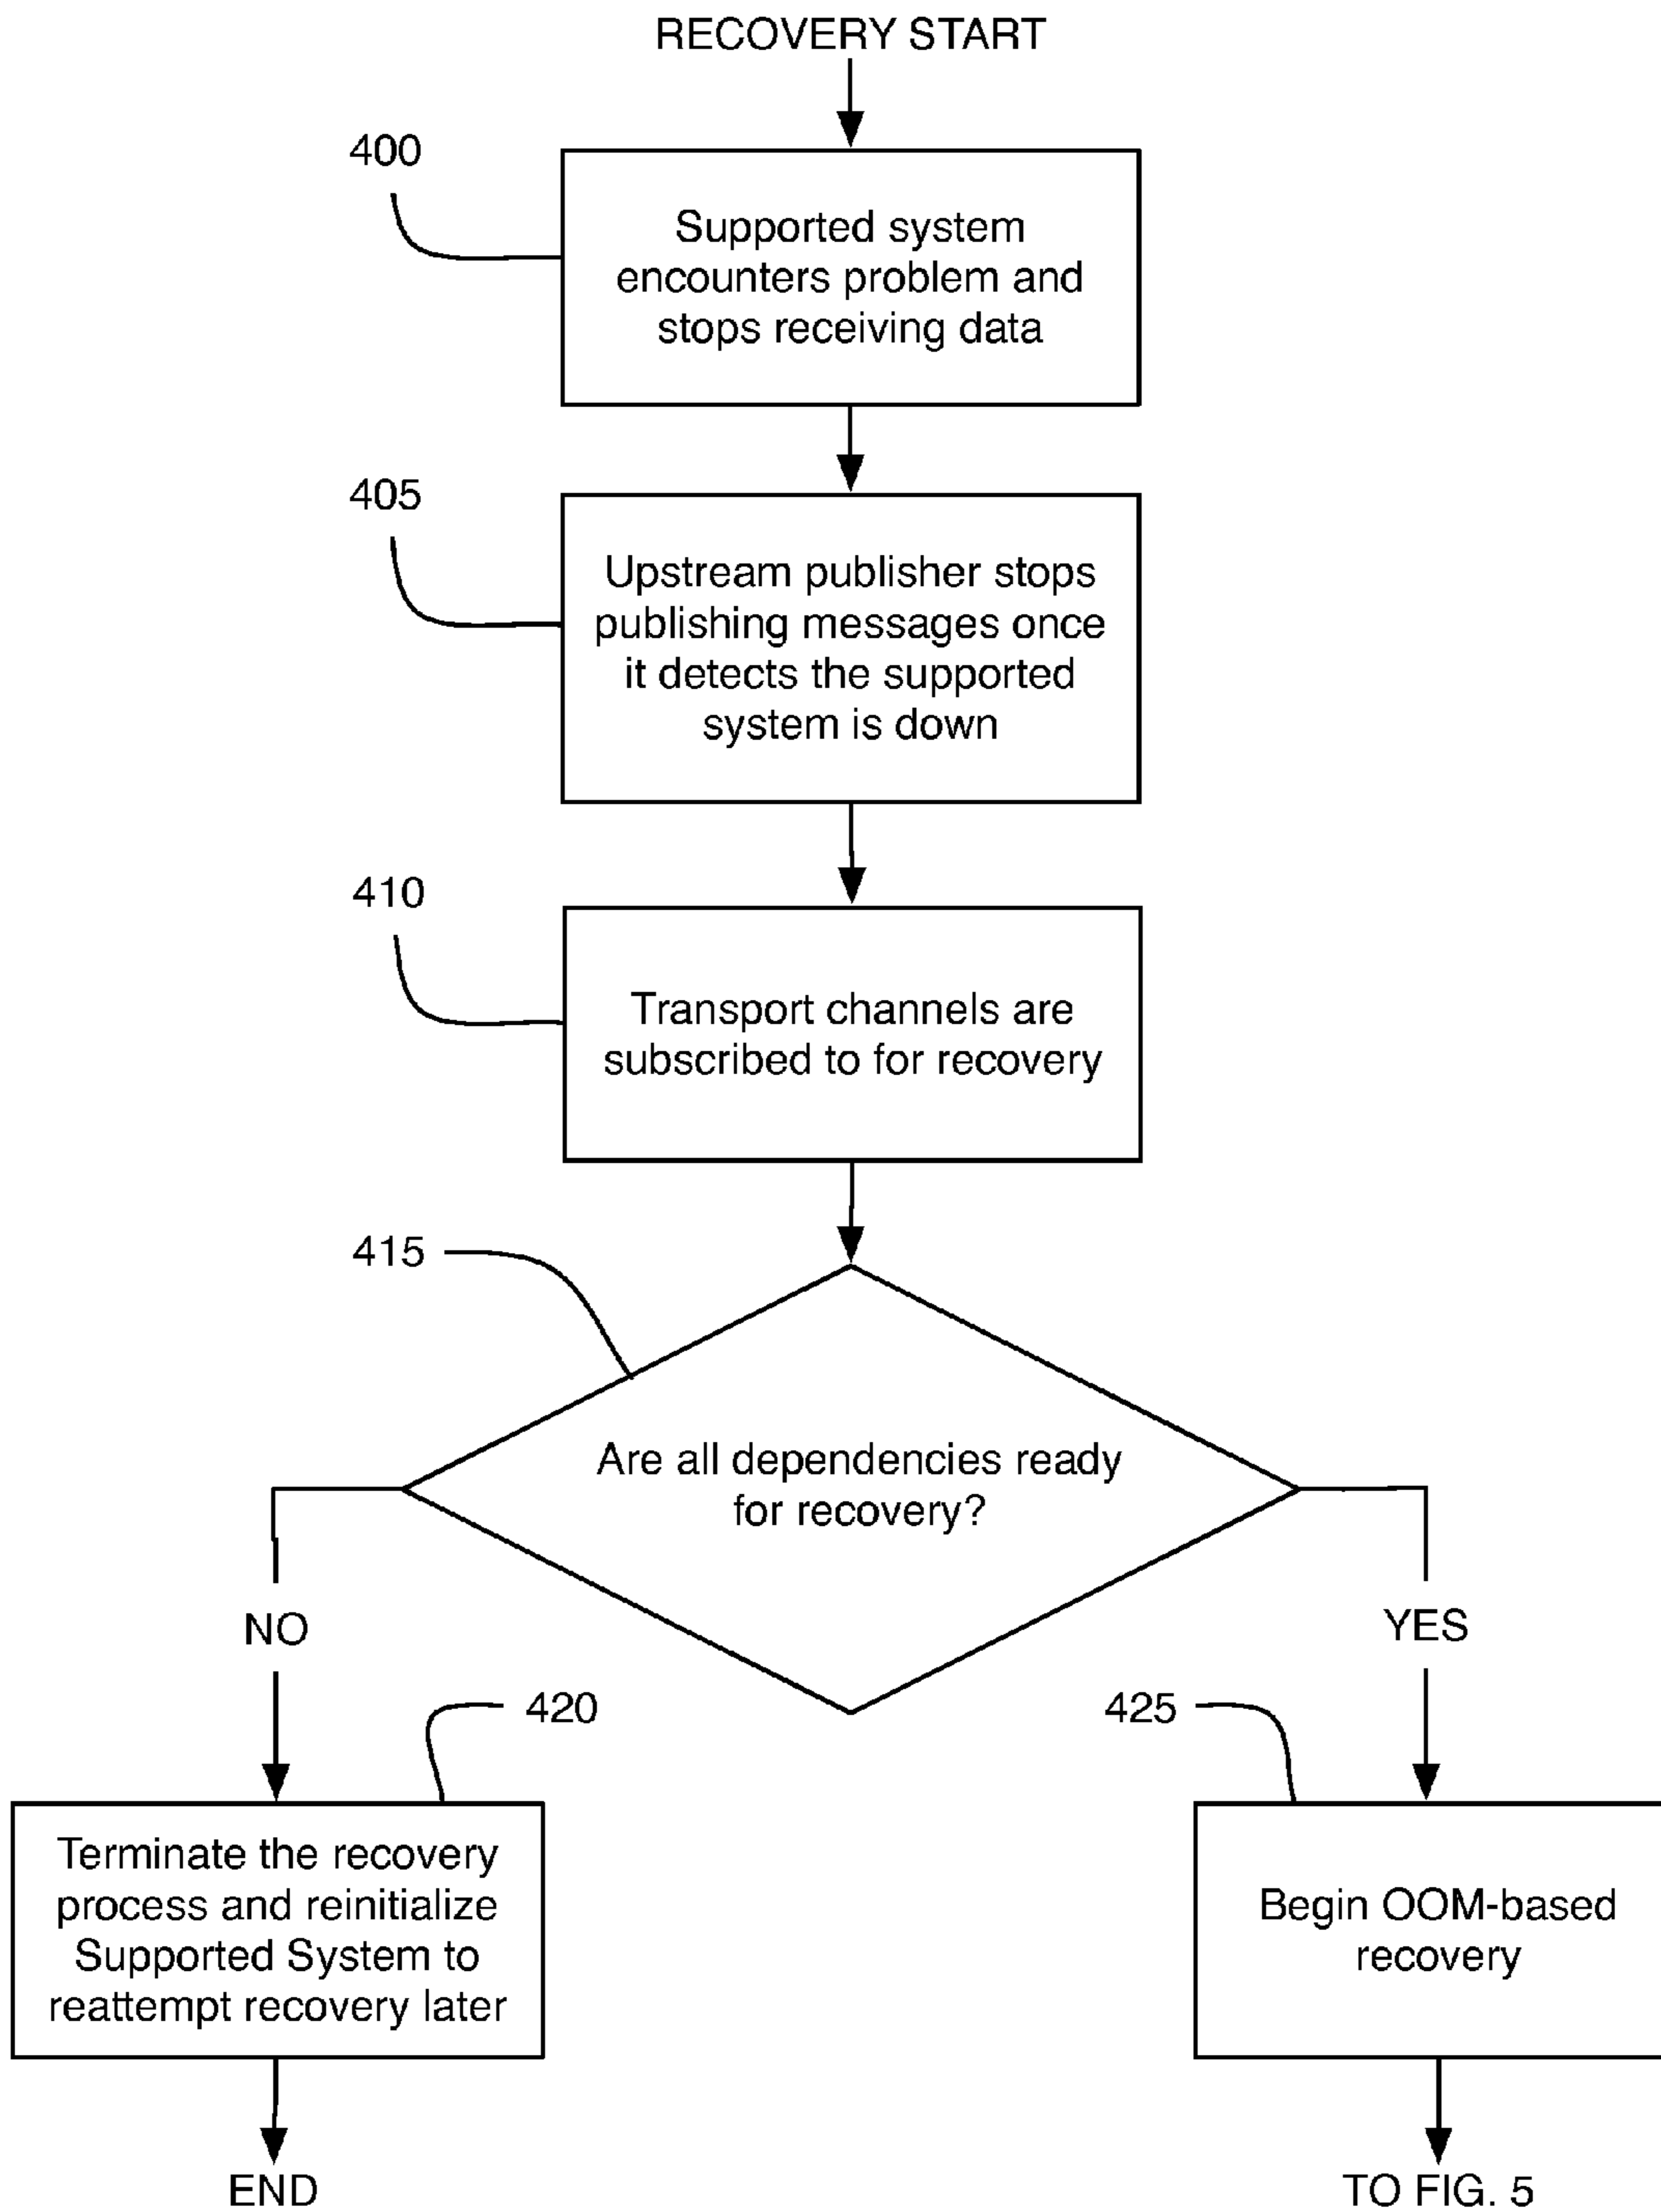 RECOVERY START
400
Supported system
encounters problem and
stops receiving data
405
Upstream publisher stops
publishing messages once
it detects the supported
system is down
410
Transport channels are
subscribed to for recovery
415
Are all dependencies ready
for recovery?
NO
YES
420
425
Terminate the recovery
process and reinitialize
Supported System to
reattempt recovery later
Begin OOM-based
recovery
END
TO FIG. 5